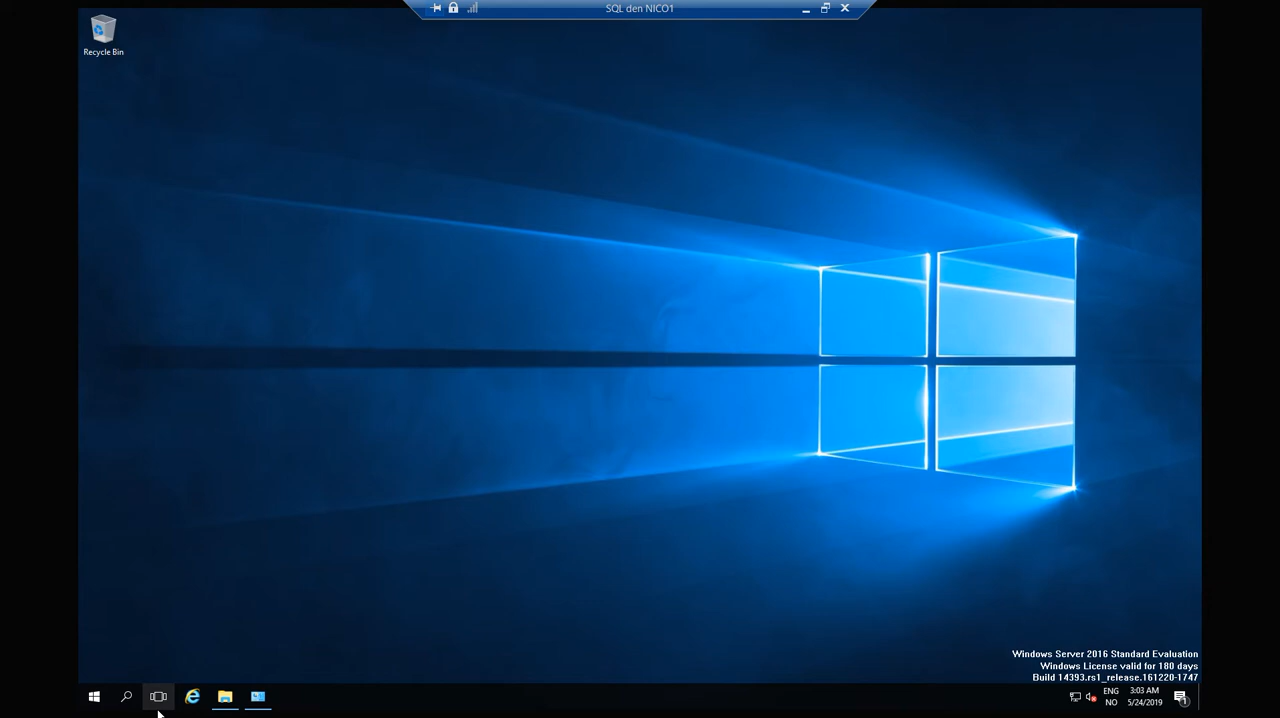 SQL den NICO1
Recycle Bin
Windows Server 2016 Standard Evaluation
Windows License valid for 180 days
Build 14393.rs1_release.161220-1747
ENG
NO
3:03 AM
5/24/2019
1